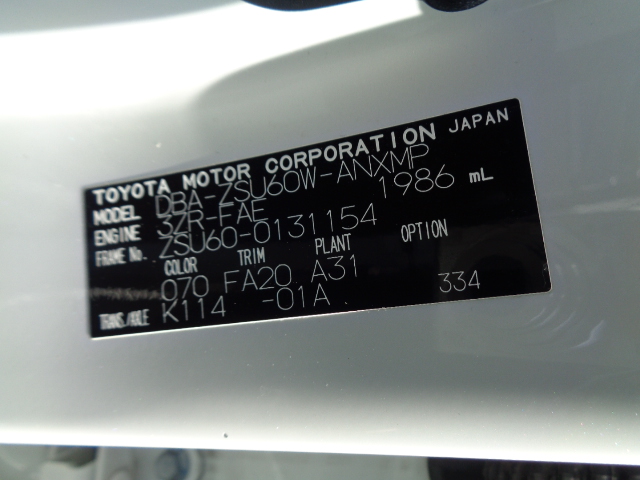 TOYOTA MOTOR CORPORATION JAPAN
MODEL DBA-ZSU60W-ANXMP
ENGINE 3ZR-FAE 1986 mL
FRAME No. ZSU60-0131154
COLOR TRIM PLANT OPTION
070 FA20 A31
TRANS/AXLE K114 -01A 334